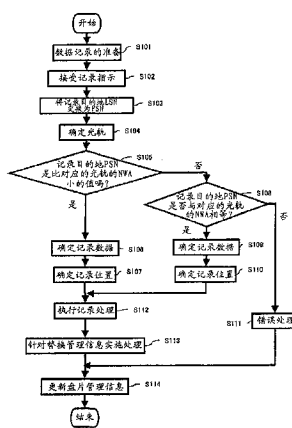 开始
数据记录的准备
S101
接受记录指示
S102
将记录目的地LSN
变换为PSN
S103
确定光轨
S104
S105
记录目的地PSN
是比对应的光轨的NWA
小的值吗?
否
是
S108
记录目的地PSN
是否与对应的光轨
的NWA相等?
是
否
确定记录数据
S106
确定记录数据
S109
确定记录位置
S107
确定记录位置
S110
执行记录处理
S112
错误处理
S111
针对替换管理信息实施处理
S113
更新盘片管理信息
S114
结束